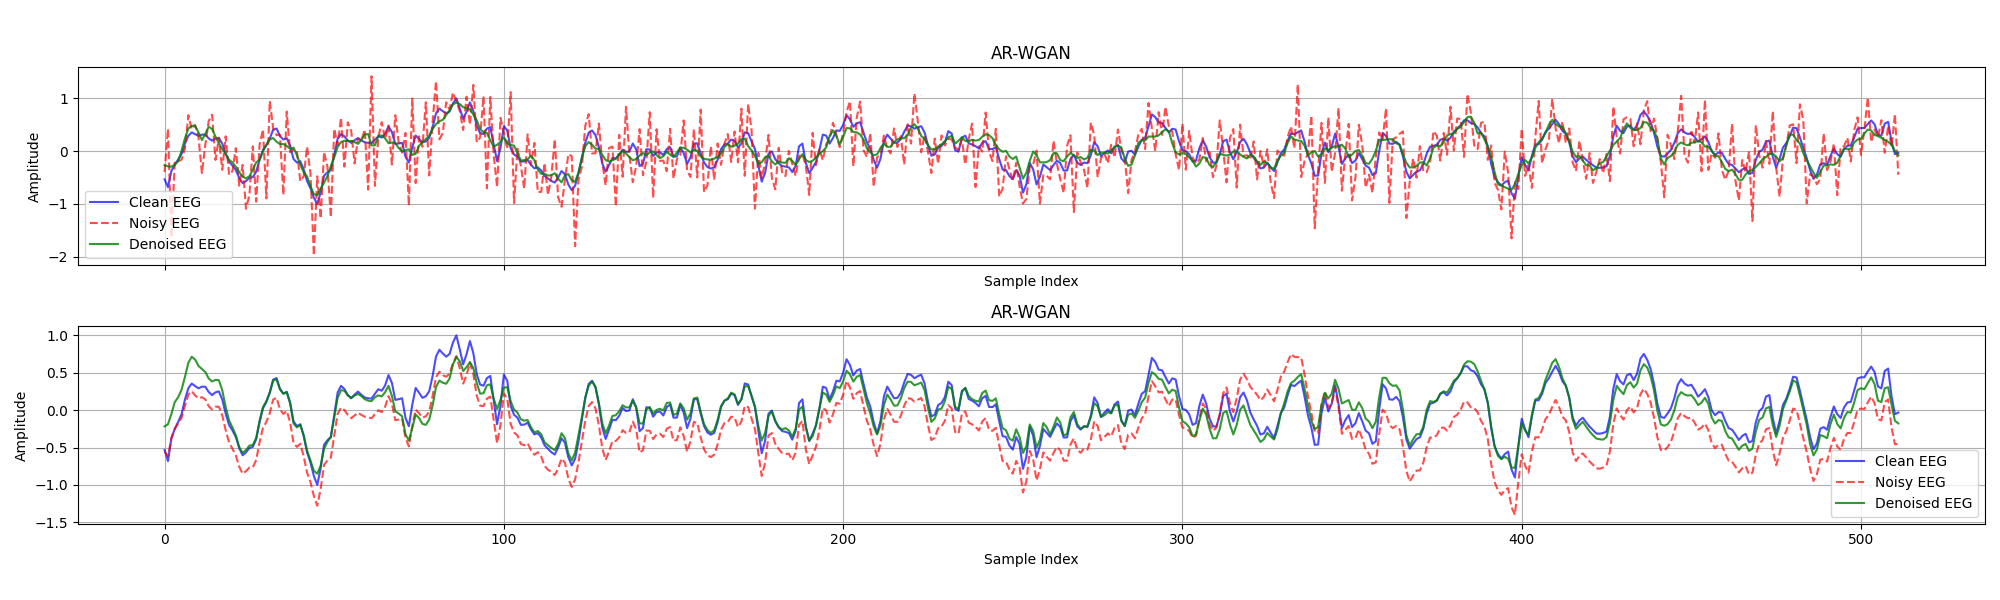 AR-WGAN
Amplitude
1
0
−1
−2
Clean EEG
Noisy EEG
Denoised EEG
Sample Index
AR-WGAN
Amplitude
1.0
0.5
0.0
−0.5
−1.0
−1.5
Clean EEG
Noisy EEG
Denoised EEG
0 100 200 300 400 500
Sample Index